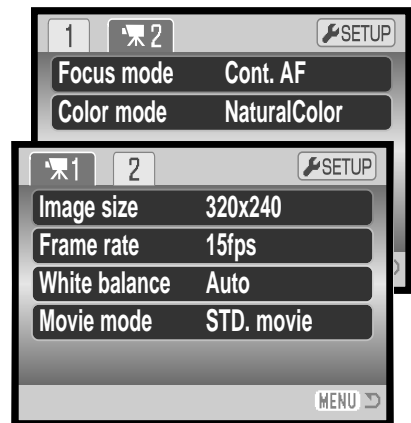 1 2 SETUP
Focus mode Cont. AF
Color mode NaturalColor
1 2 SETUP
Image size 320x240
Frame rate 15fps
White balance Auto
Movie mode STD. movie
MENU